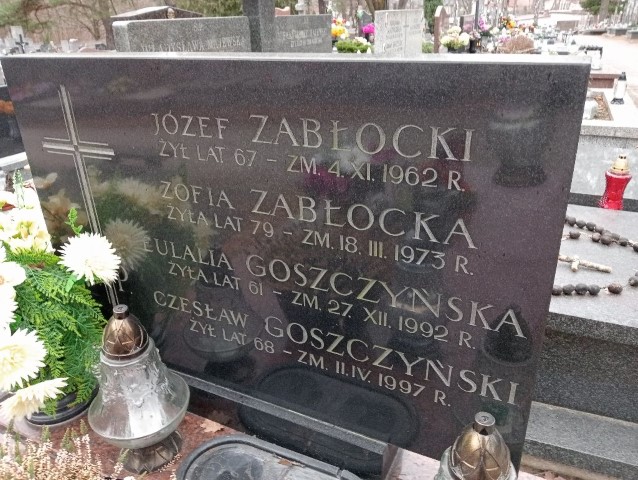 JÓZEF ZABŁOCKI
ŻYŁ LAT 67 - ZM. 4. XI. 1962 R.
ZOFIA ZABŁOCKA
ŻYŁA LAT 79 - ZM. 18. III. 1973 R.
EULALIA GOSZCZYŃSKA
ŻYŁA LAT 61 - ZM. 27. XII. 1992 R.
CZESŁAW GOSZCZYŃSKI
ŻYŁ LAT 68 - ZM. 11. IV. 1997 R.